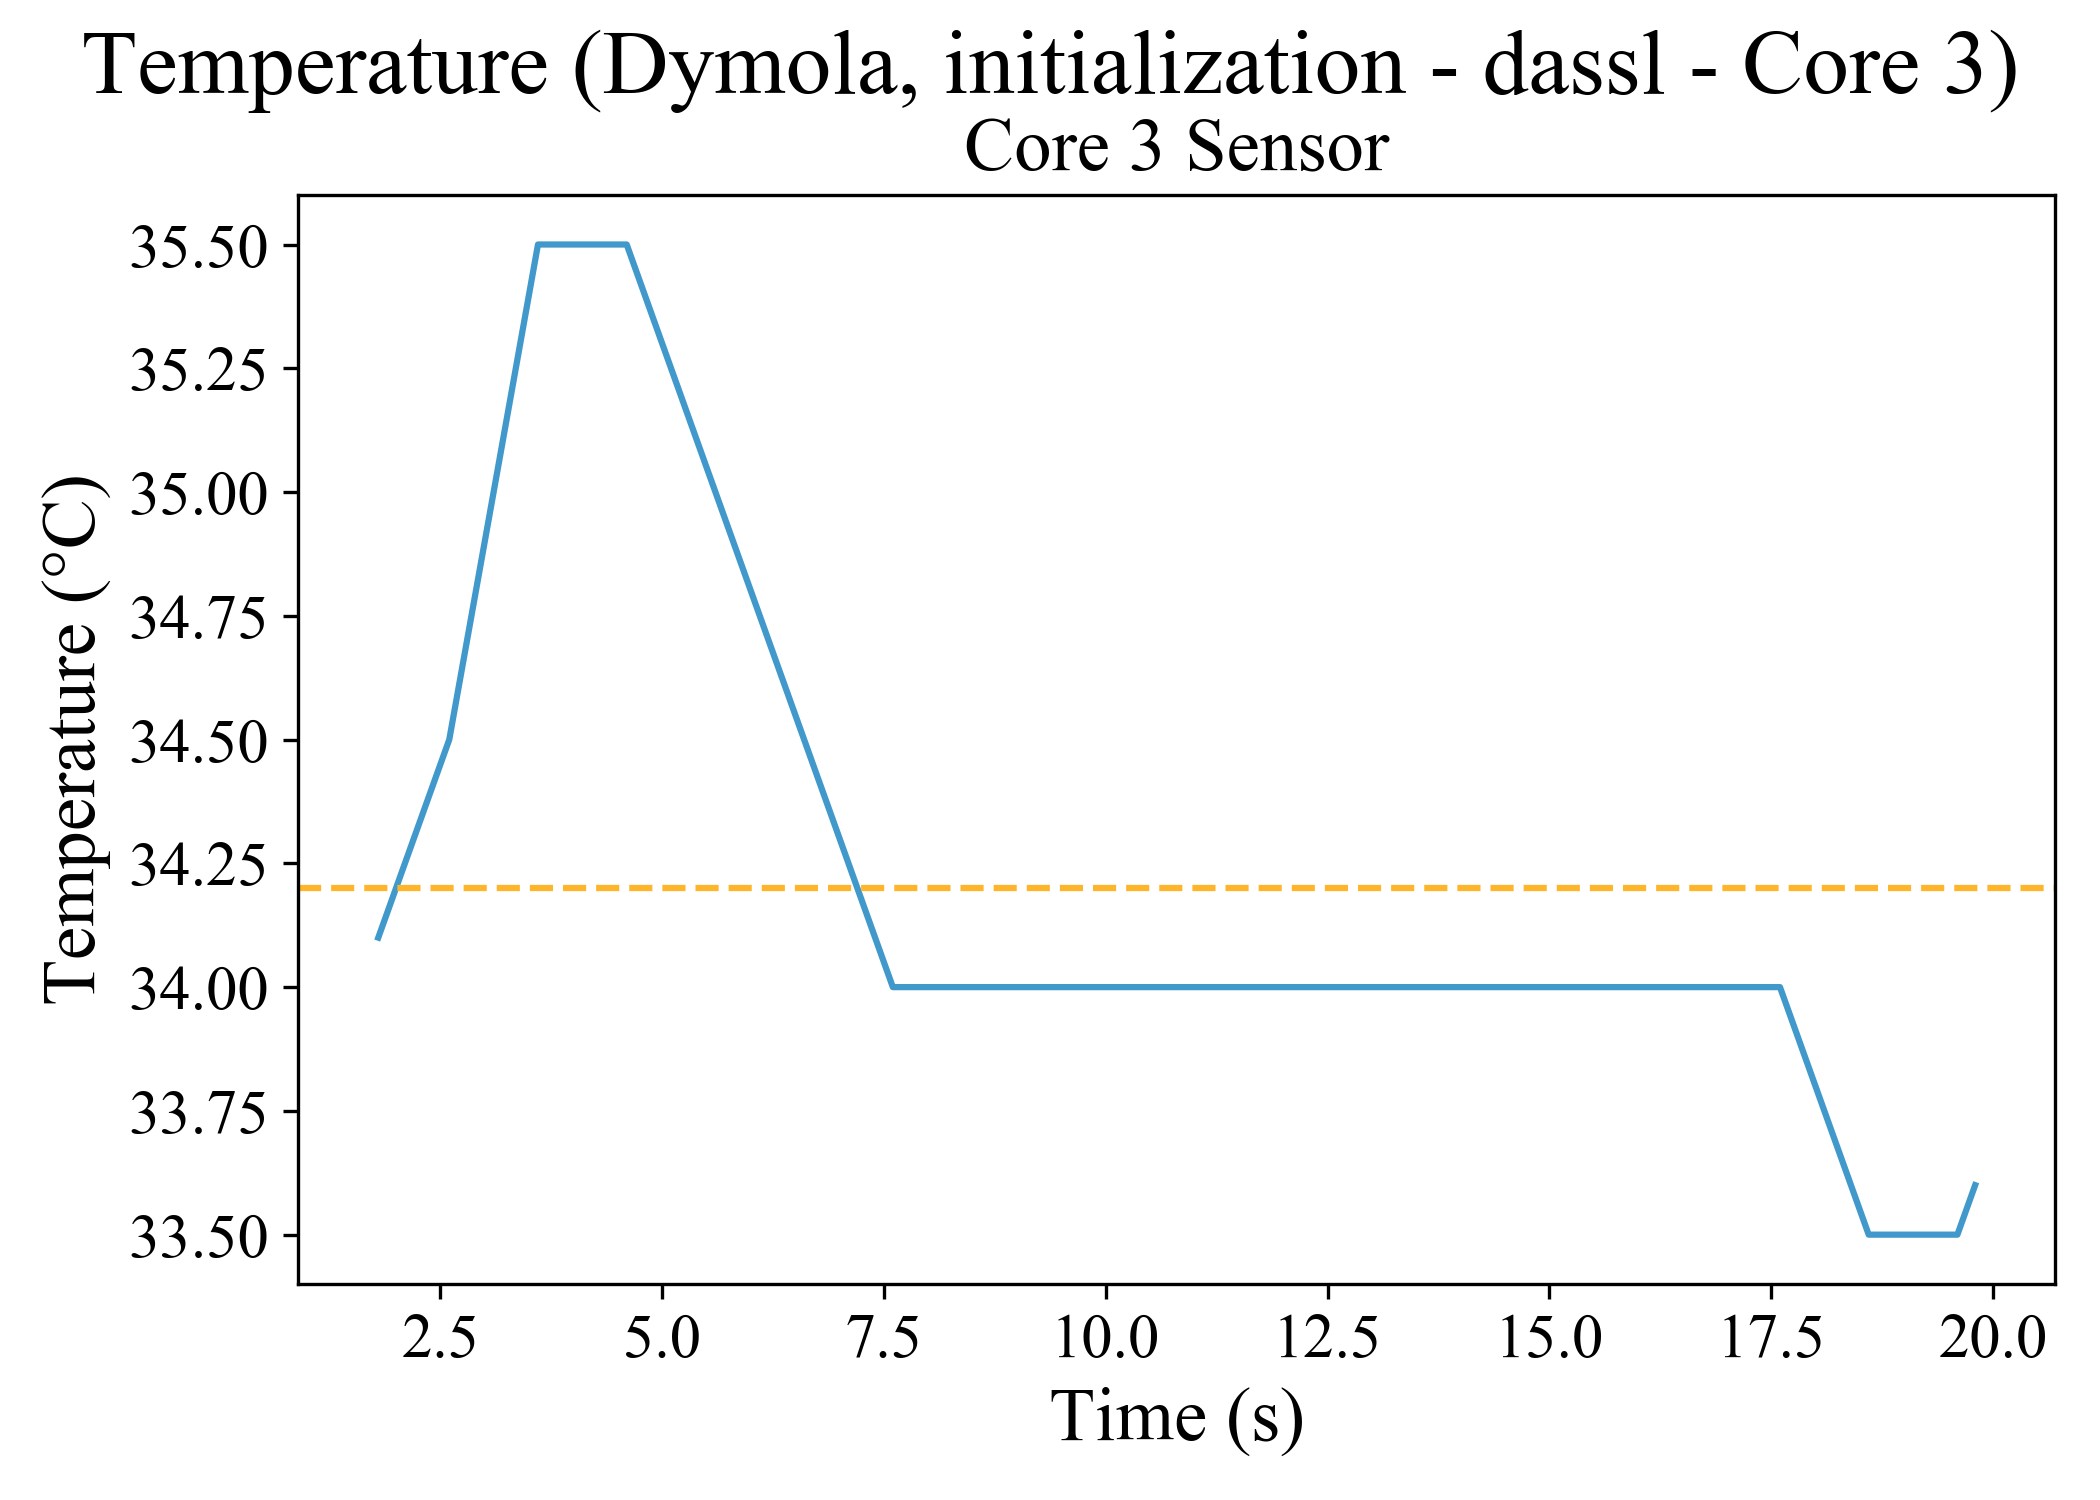 Temperature (Dymola, initialization - dassl - Core 3)
Core 3 Sensor
Temperature (°C)
35.50
35.25
35.00
34.75
34.50
34.25
34.00
33.75
33.50
2.5 5.0 7.5 10.0 12.5 15.0 17.5 20.0
Time (s)